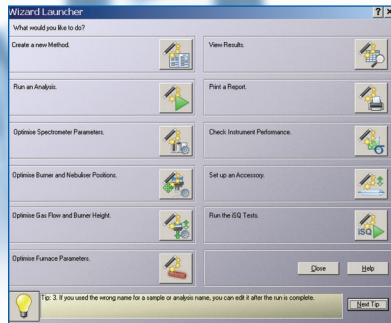 Wizard Launcher
What would you like to do?
Create a new Method.
View Results.
Run an Analysis.
Print a Report.
Optimise Spectrometer Parameters.
Check Instrument Performance.
Optimise Burner and Nebuliser Positions.
Set up an Accessory.
Optimise Gas Flow and Burner Height.
Run the iSQ Tests.
iSQ
Optimise Furnace Parameters.
Close
Help
Tip: 3. If you used the wrong name for a sample or analysis name, you can edit it after the run is complete.
Next Tip